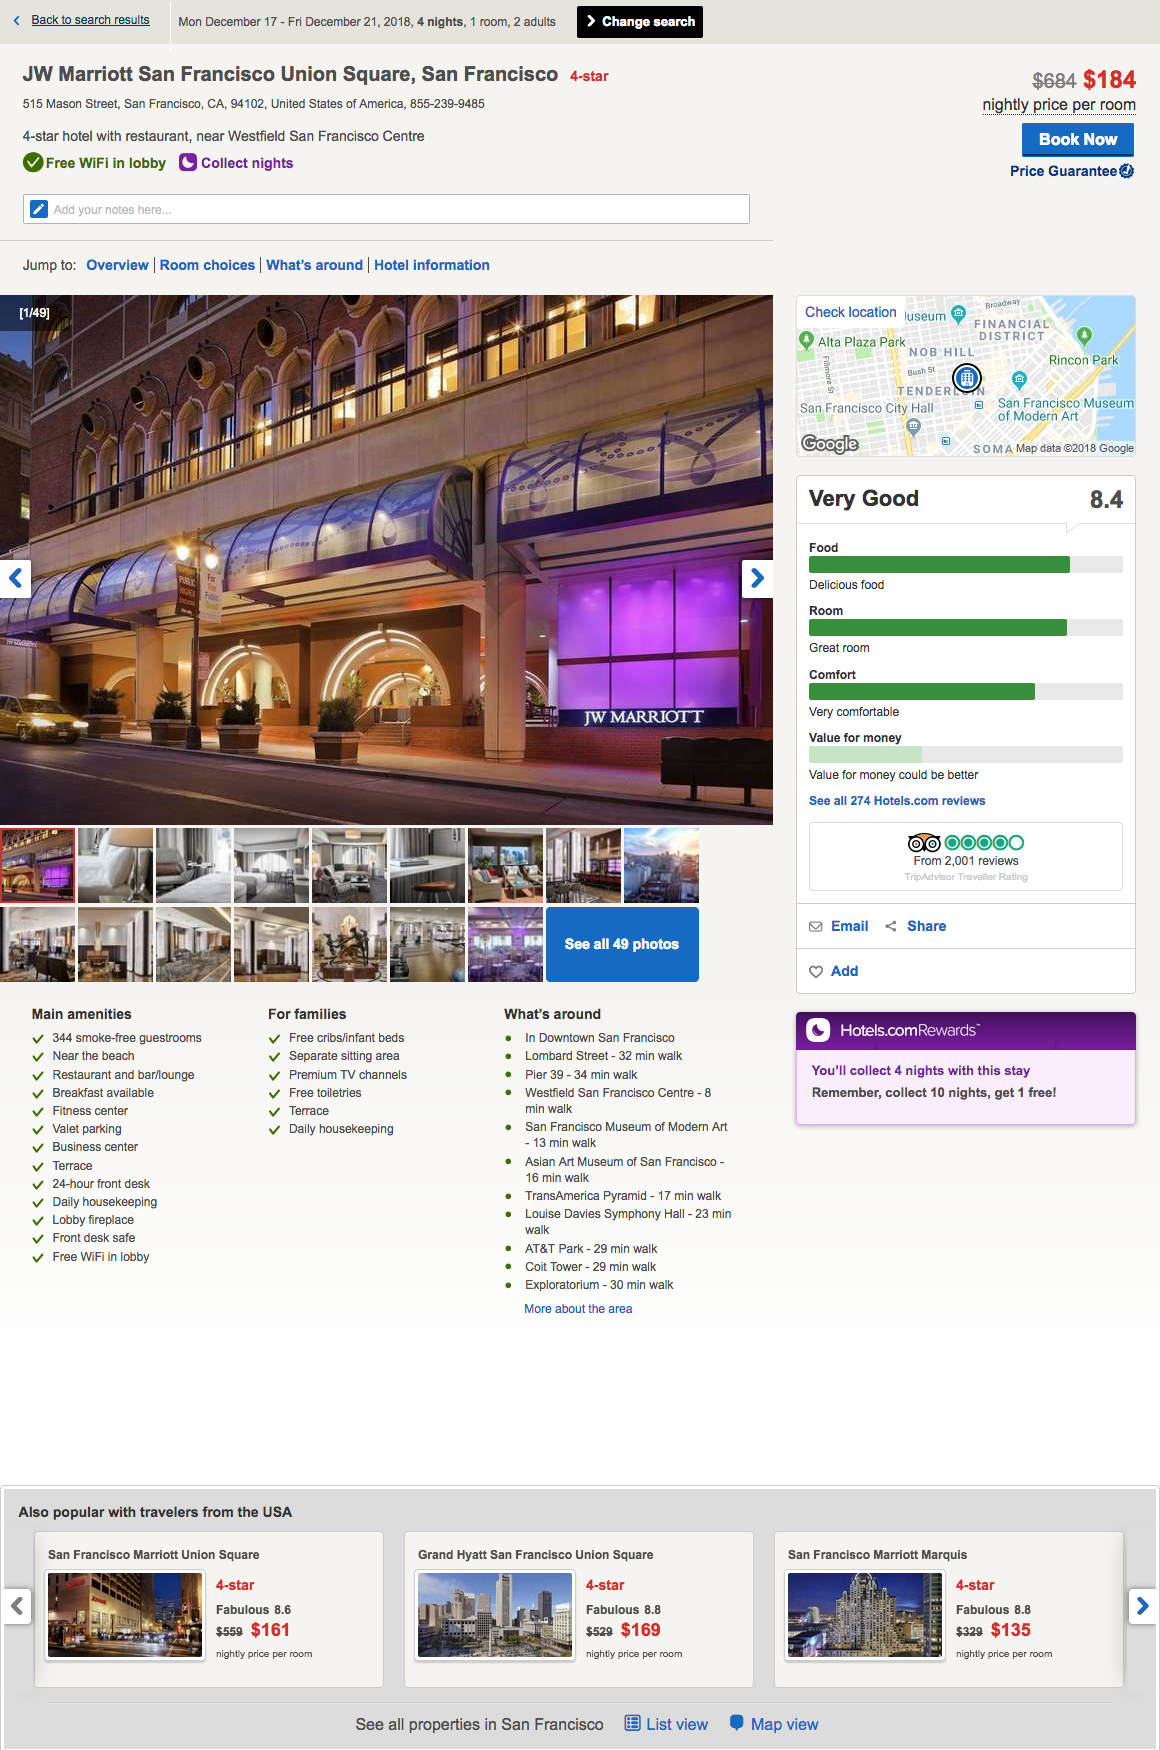 Back to search results
Mon December 17 - Fri December 21, 2018, 4 nights, 1 room, 2 adults
Change search
JW Marriott San Francisco Union Square, San Francisco 4-star
$684 $184
515 Mason Street, San Francisco, CA, 94102, United States of America, 855-239-9485
nightly price per room
4-star hotel with restaurant, near Westfield San Francisco Centre
Book Now
Free WiFi in lobby Collect nights
Price Guarantee
Add your notes here...
Jump to: Overview Room choices What's around Hotel information
[1/49]
PUBLIC
For
The
JW MARRIOTT
JW MARRIOTT
See all 49 photos
Check location
Museum
Broadway
FINANCIAL
DISTRICT
Alta Plaza Park
NOB HILL
Rincon Park
Fillmore St
Bush St
TENDERLOIN
San Francisco City Hall
San Francisco Museum
of Modern Art
Google
SOMA
Map data ©2018 Google
Very Good 8.4
Food
Delicious food
Room
Great room
Comfort
Very comfortable
Value for money
Value for money could be better
See all 274 Hotels.com reviews
From 2,001 reviews
TripAdvisor Traveller Rating
Email Share
Add
Hotels.comRewards™
You'll collect 4 nights with this stay
Remember, collect 10 nights, get 1 free!
Main amenities
344 smoke-free guestrooms
Near the beach
Restaurant and bar/lounge
Breakfast available
Fitness center
Valet parking
Business center
Terrace
24-hour front desk
Daily housekeeping
Lobby fireplace
Front desk safe
Free WiFi in lobby
For families
Free cribs/infant beds
Separate sitting area
Premium TV channels
Free toiletries
Terrace
Daily housekeeping
What's around
In Downtown San Francisco
Lombard Street - 32 min walk
Pier 39 - 34 min walk
Westfield San Francisco Centre - 8
min walk
San Francisco Museum of Modern Art
- 13 min walk
Asian Art Museum of San Francisco -
16 min walk
TransAmerica Pyramid - 17 min walk
Louise Davies Symphony Hall - 23 min
walk
AT&T Park - 29 min walk
Coit Tower - 29 min walk
Exploratorium - 30 min walk
More about the area
Also popular with travelers from the USA
San Francisco Marriott Union Square
4-star
Fabulous 8.6
$559 $161
nightly price per room
Grand Hyatt San Francisco Union Square
4-star
Fabulous 8.8
$529 $169
nightly price per room
San Francisco Marriott Marquis
4-star
Fabulous 8.8
$329 $135
nightly price per room
See all properties in San Francisco List view Map view